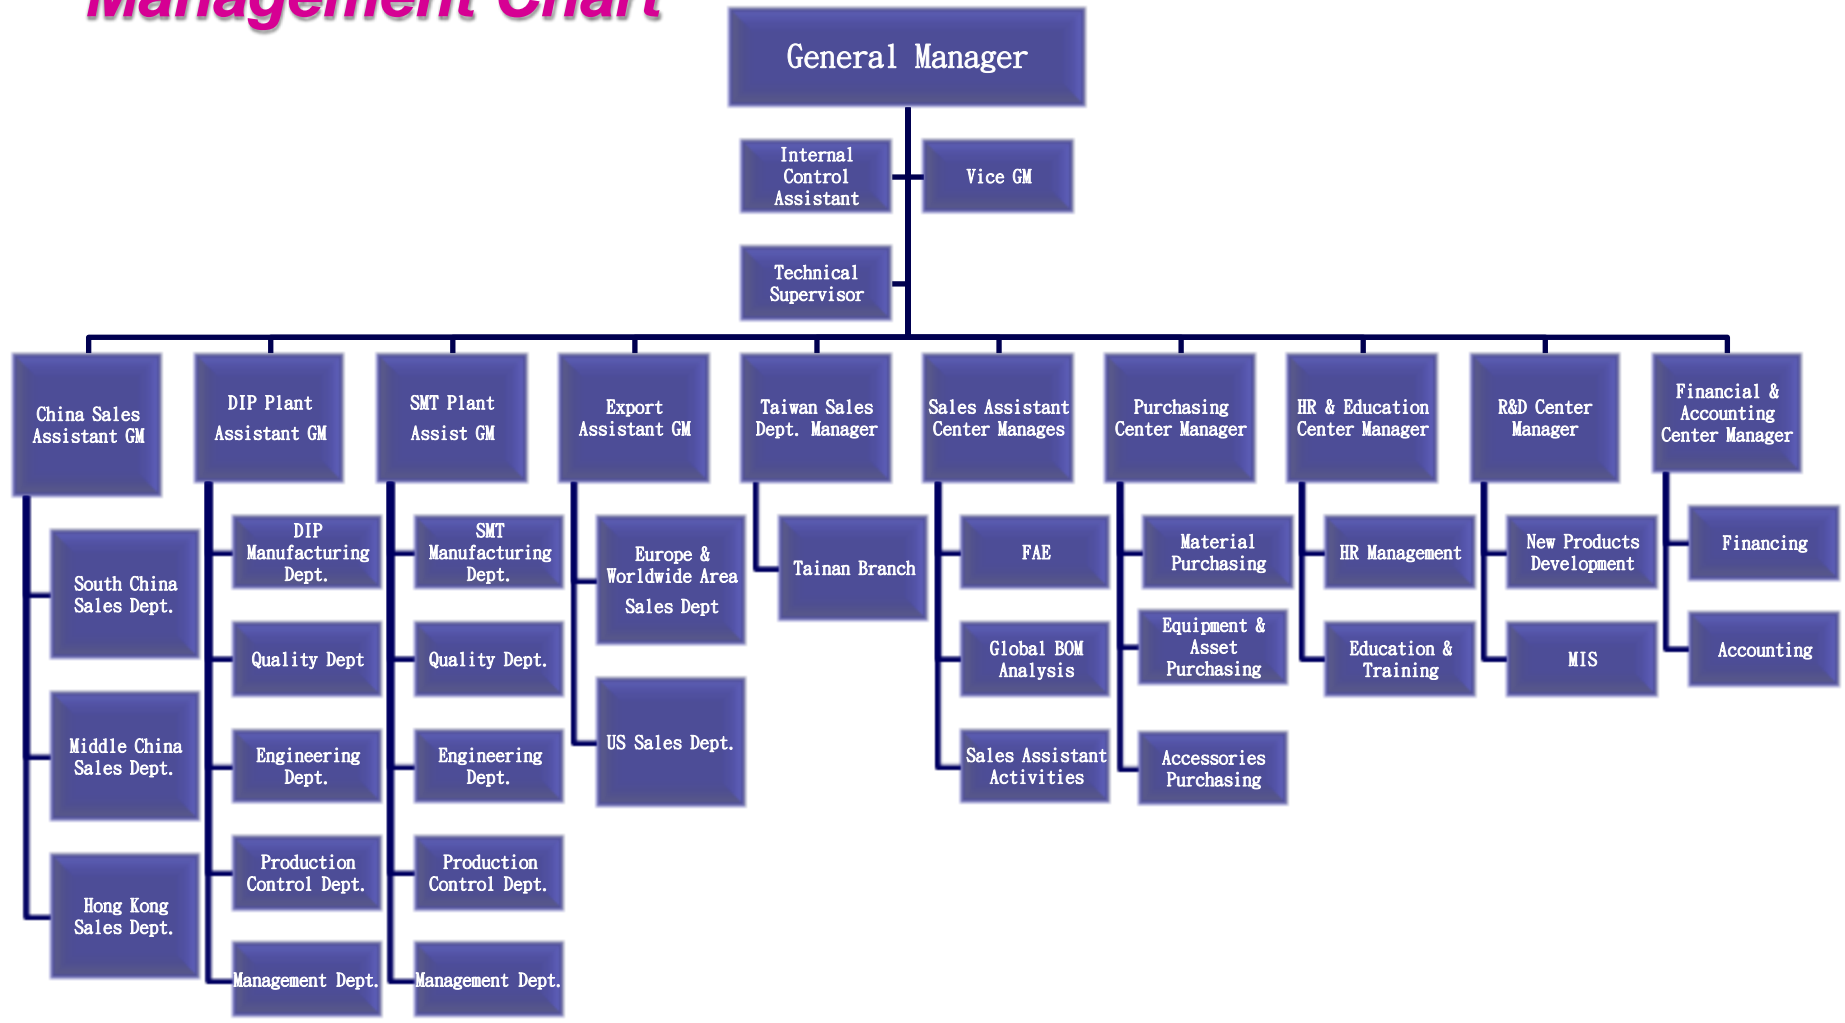 Management Chart
General Manager
Internal
Control
Assistant
Vice GM
Technical
Supervisor
China Sales
Assistant GM
South China
Sales Dept.
Middle China
Sales Dept.
Hong Kong
Sales Dept.
DIP Plant
Assistant GM
DIP
Manufacturing
Dept.
Quality Dept
Engineering
Dept.
Production
Control Dept.
Management Dept.
SMT Plant
Assist GM
SMT
Manufacturing
Dept.
Quality Dept.
Engineering
Dept.
Production
Control Dept.
Management Dept.
Export
Assistant GM
Europe &
Worldwide Area
Sales Dept
US Sales Dept.
Taiwan Sales
Dept. Manager
Tainan Branch
Sales Assistant
Center Manages
FAE
Global BOM
Analysis
Sales Assistant
Activities
Purchasing
Center Manager
Material
Purchasing
Equipment &
Asset
Purchasing
Accessories
Purchasing
HR & Education
Center Manager
HR Management
Education &
Training
R&D Center
Manager
New Products
Development
MIS
Financial &
Accounting
Center Manager
Financing
Accounting